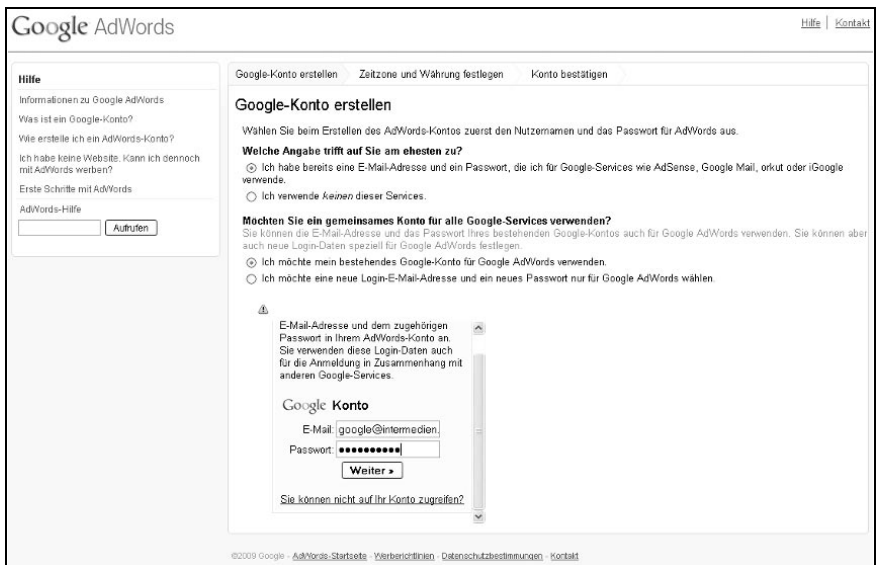 Google AdWords
Hilfe | Kontakt
Hilfe
Informationen zu Google AdWords
Was ist ein Google-Konto?
Wie erstelle ich ein AdWords-Konto?
Ich habe keine Website. Kann ich dennoch
mit AdWords werben?
Erste Schritte mit AdWords
AdWords-Hilfe
Aufrufen
Google-Konto erstellen Zeitzone und Währung festlegen Konto bestätigen
Google-Konto erstellen
Wählen Sie beim Erstellen des AdWords-Kontos zuerst den Nutzernamen und das Passwort für AdWords aus.
Welche Angabe trifft auf Sie am ehesten zu?
Ich habe bereits eine E-Mail-Adresse und ein Passwort, die ich für Google-Services wie AdSense, Google Mail, orkut oder iGoogle
verwende.
Ich verwende keinen dieser Services.
Möchten Sie ein gemeinsames Konto für alle Google-Services verwenden?
Sie können die E-Mail-Adresse und das Passwort Ihres bestehenden Google-Kontos auch für Google AdWords verwenden. Sie können aber
auch neue Login-Daten speziell für Google AdWords festlegen.
Ich möchte mein bestehendes Google-Konto für Google AdWords verwenden.
Ich möchte eine neue Login-E-Mail-Adresse und ein neues Passwort nur für Google AdWords wählen.
E-Mail-Adresse und dem zugehörigen
Passwort in Ihrem AdWords-Konto an.
Sie verwenden diese Login-Daten auch
für die Anmeldung in Zusammenhang mit
anderen Google-Services.
Google Konto
E-Mail: google@intermedien.
Passwort: ●●●●●●●●●●
Weiter »
Sie können nicht auf Ihr Konto zugreifen?
©2009 Google - AdWords-Startseite - Werberichtlinien - Datenschutzbestimmungen - Kontakt